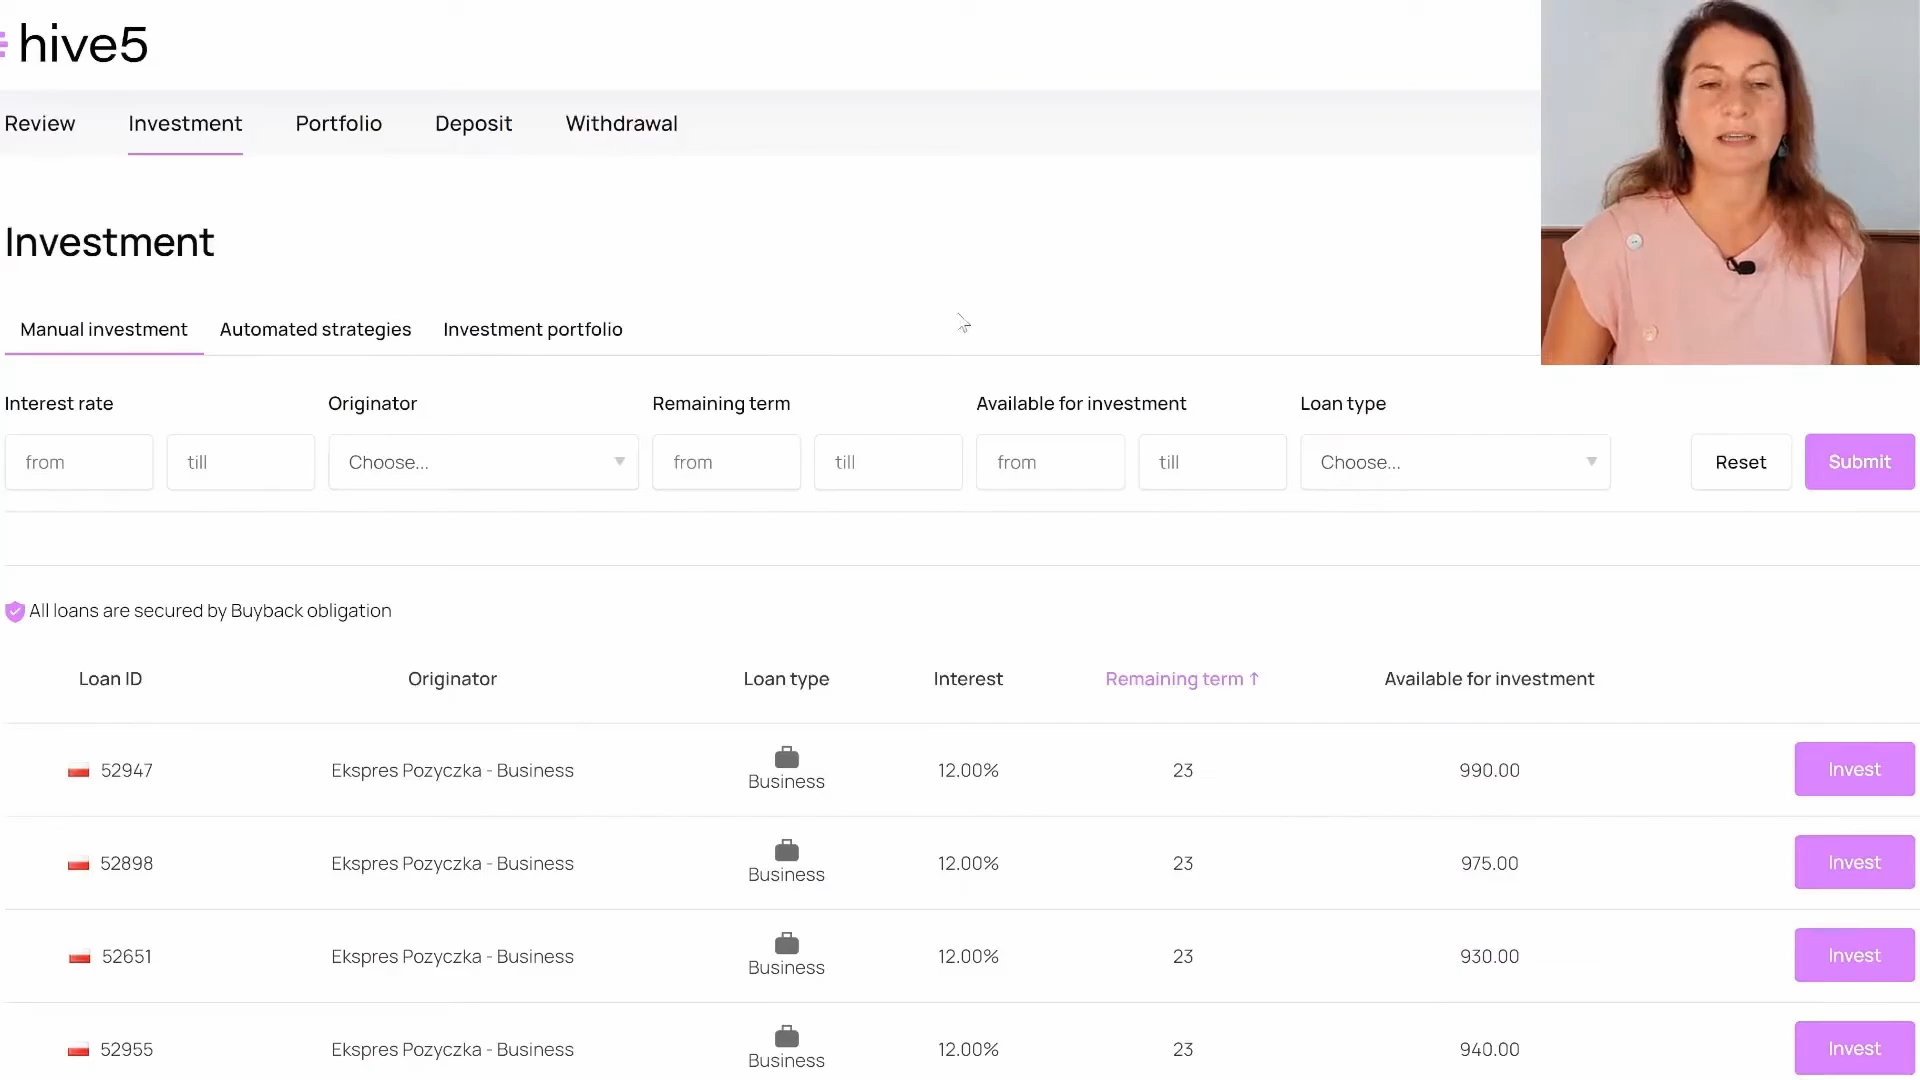 hive5
Review Investment Portfolio Deposit Withdrawal
Investment
Manual investment Automated strategies Investment portfolio
Interest rate Originator Remaining term Available for investment Loan type
from till Choose... from till from till Choose... Reset Submit
All loans are secured by Buyback obligation
Loan ID Originator Loan type Interest Remaining term ↑ Available for investment
52947 Ekspres Pozyczka - Business Business 12.00% 23 990.00 Invest
52898 Ekspres Pozyczka - Business Business 12.00% 23 975.00 Invest
52651 Ekspres Pozyczka - Business Business 12.00% 23 930.00 Invest
52955 Ekspres Pozyczka - Business Business 12.00% 23 940.00 Invest